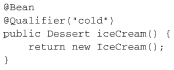 @Bean
@Qualifier("cold")
public Dessert iceCream() {
    return new IceCream();
}